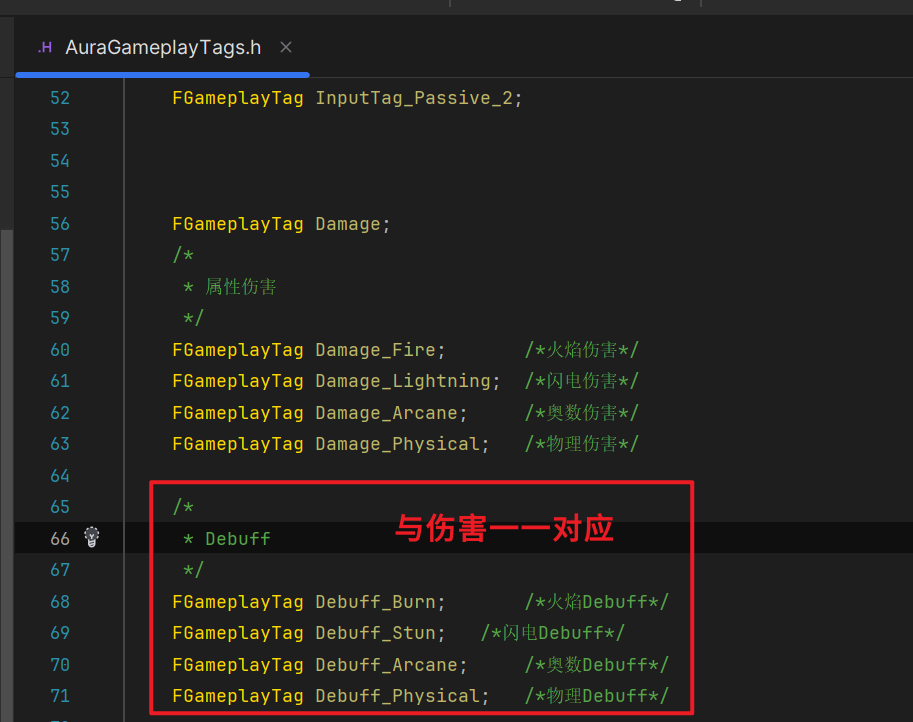 .H AuraGameplayTags.h ×
52 FGameplayTag InputTag_Passive_2;
53
54
55
56 FGameplayTag Damage;
57 /*
58 * 属性伤害
59 */
60 FGameplayTag Damage_Fire; /*火焰伤害*/
61 FGameplayTag Damage_Lightning; /*闪电伤害*/
62 FGameplayTag Damage_Arcane; /*奥数伤害*/
63 FGameplayTag Damage_Physical; /*物理伤害*/
64
65 /*
与伤害一一对应
66 * Debuff
67 */
68 FGameplayTag Debuff_Burn; /*火焰Debuff*/
69 FGameplayTag Debuff_Stun; /*闪电Debuff*/
70 FGameplayTag Debuff_Arcane; /*奥数Debuff*/
71 FGameplayTag Debuff_Physical; /*物理Debuff*/